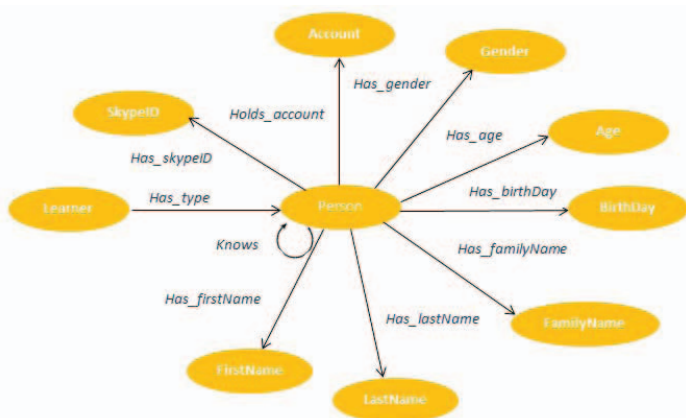 Account
Gender
Has_gender
SkypeID
Holds_account
Has_age
Age
Has_skypeID
Has_birthDay
Learner
Has_type
Person
BirthDay
Knows
Has_familyName
Has_firstName
Has_lastName
FamilyName
FirstName
LastName